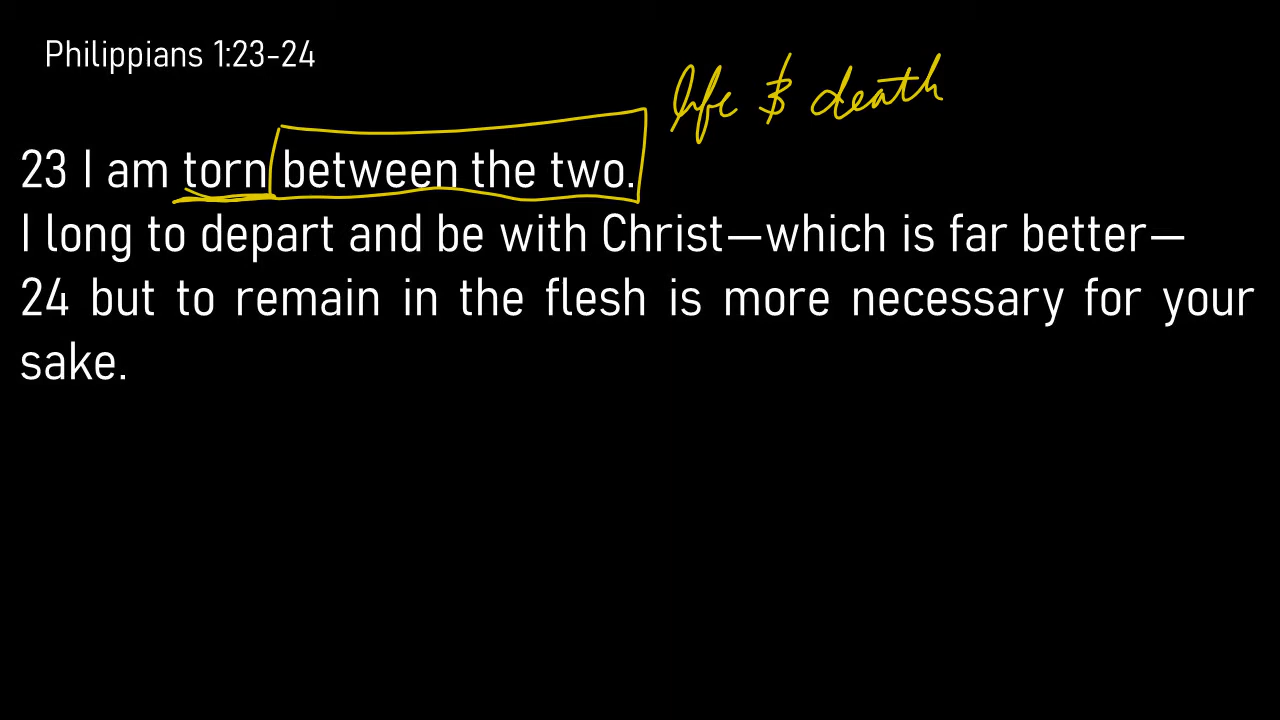 Philippians 1:23-24
life & death
23 I am torn between the two.
I long to depart and be with Christ—which is far better—
24 but to remain in the flesh is more necessary for your
sake.